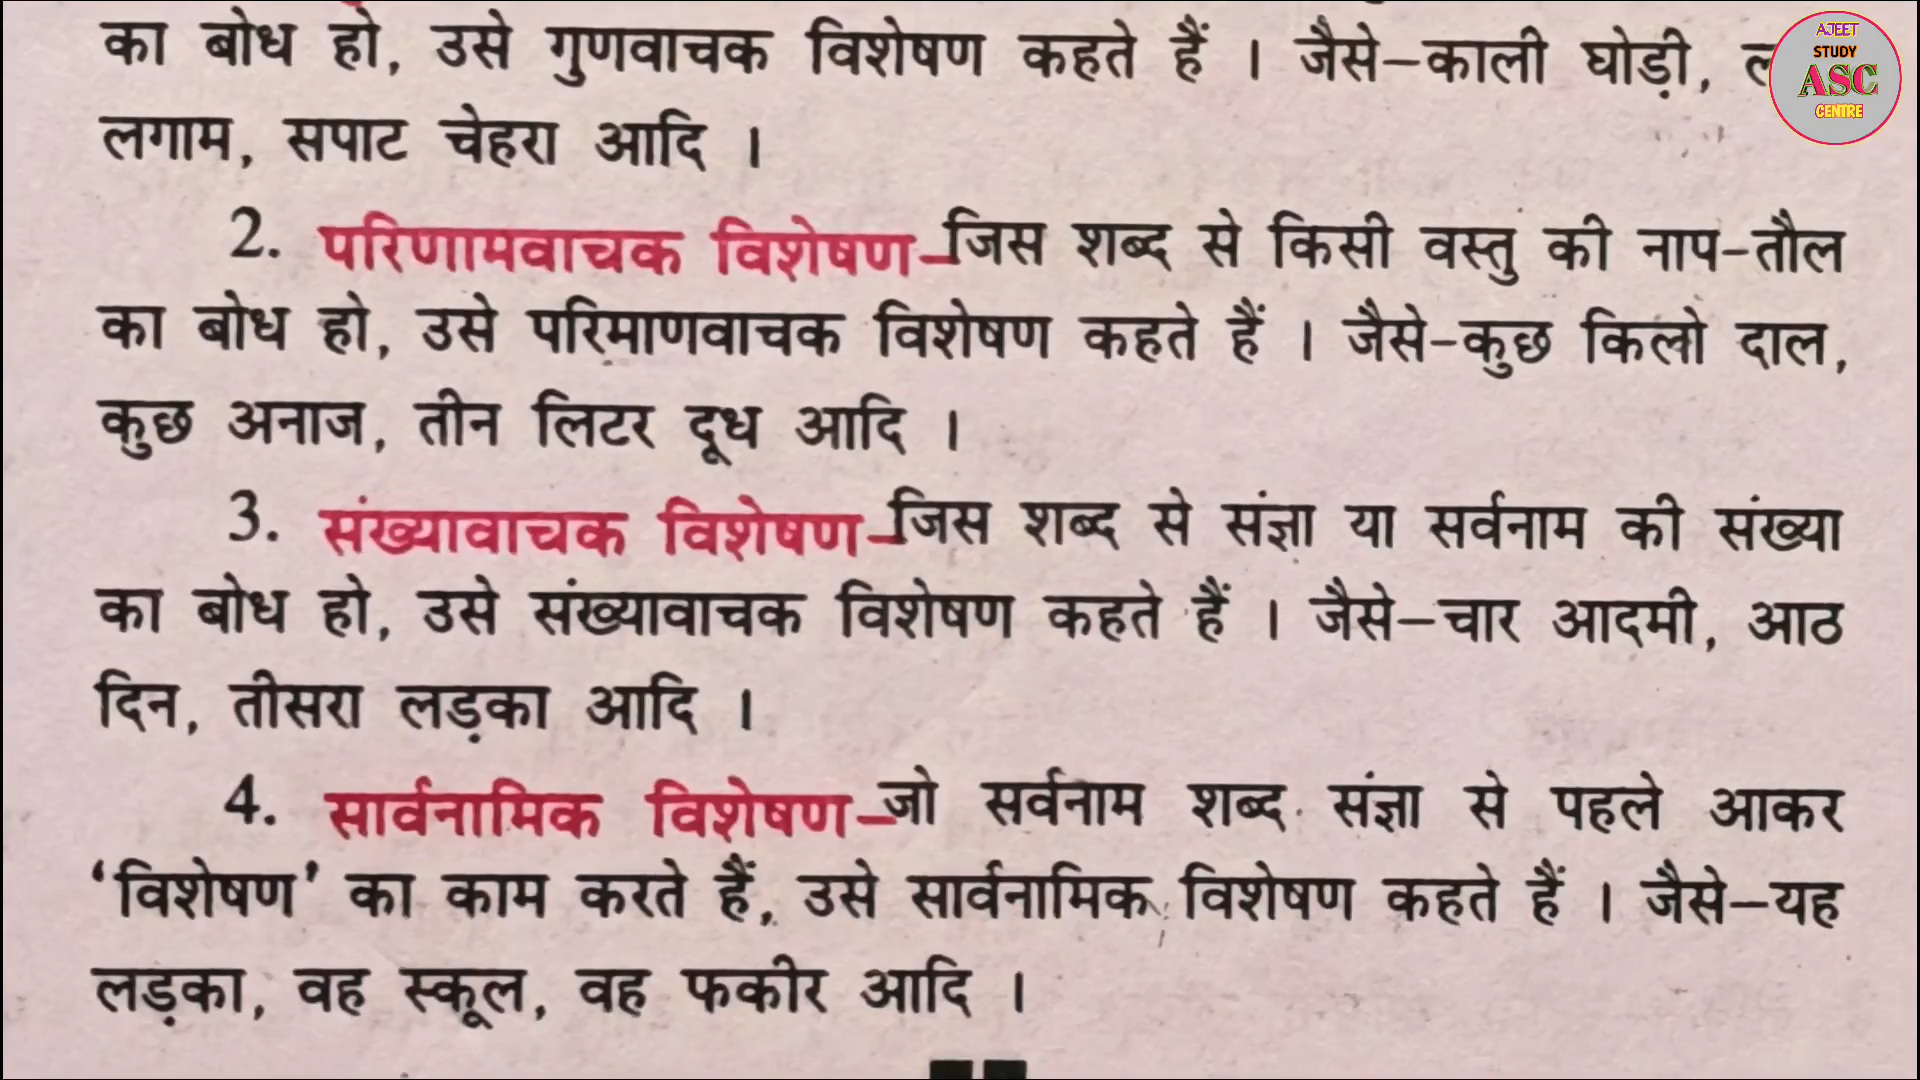 का बोध हो, उसे गुणवाचक विशेषण कहते हैं । जैसे–काली घोड़ी,
लगाम, सपाट चेहरा आदि ।
2. परिणामवाचक विशेषण–जिस शब्द से किसी वस्तु की नाप-तौल
का बोध हो, उसे परिमाणवाचक विशेषण कहते हैं । जैसे–कुछ किलो दाल,
कुछ अनाज, तीन लिटर दूध आदि ।
3. संख्यावाचक विशेषण–जिस शब्द से संज्ञा या सर्वनाम की संख्या
का बोध हो, उसे संख्यावाचक विशेषण कहते हैं । जैसे–चार आदमी, आठ
दिन, तीसरा लड़का आदि ।
4. सार्वनामिक विशेषण–जो सर्वनाम शब्द संज्ञा से पहले आकर
‘विशेषण’ का काम करते हैं, उसे सार्वनामिक विशेषण कहते हैं । जैसे–यह
लड़का, वह स्कूल, वह फकीर आदि ।
AJEET
STUDY
ASC
CENTRE